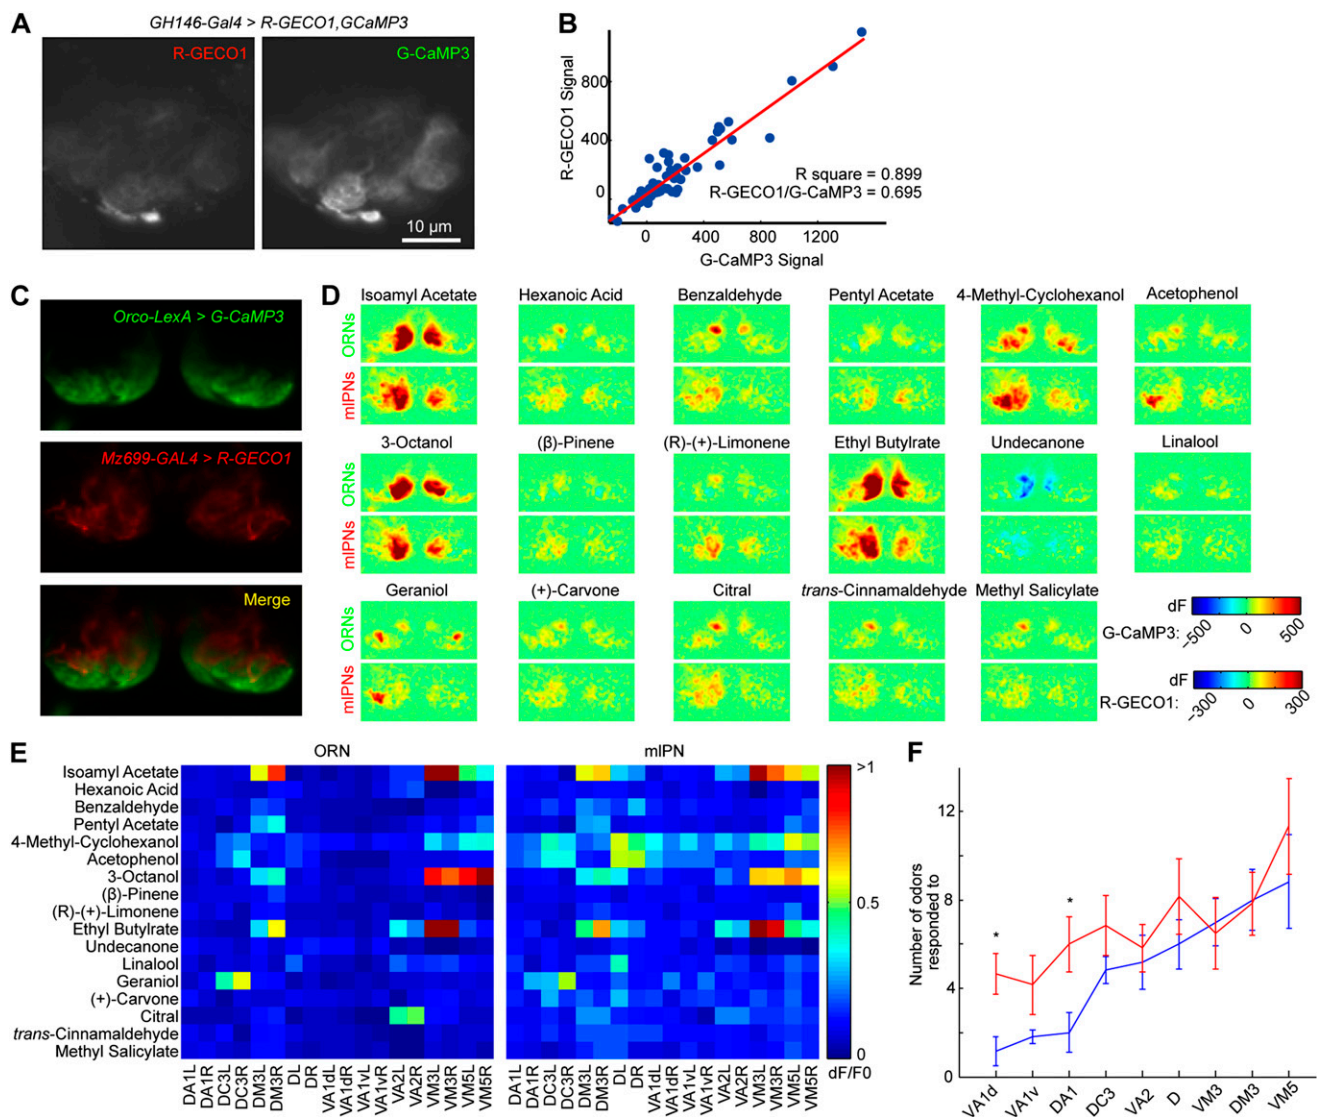 A
GH146-Gal4 > R-GECO1,GCaMP3
R-GECO1
G-CaMP3
10 µm
B
R-GECO1 Signal
800
400
0
R square = 0.899
R-GECO1/G-CaMP3 = 0.695
0 400 800 1200
G-CaMP3 Signal
C
Orco-LexA > G-CaMP3
Mz699-GAL4 > R-GECO1
Merge
D
Isoamyl Acetate Hexanoic Acid Benzaldehyde Pentyl Acetate 4-Methyl-Cyclohexanol Acetophenol
ORNs
mlPNs
3-Octanol (β)-Pinene (R)-(+)-Limonene Ethyl Butylrate Undecanone Linalool
ORNs
mlPNs
Geraniol (+)-Carvone Citral trans-Cinnamaldehyde Methyl Salicylate
ORNs
mlPNs
dF
G-CaMP3:
−500 0 500
dF
R-GECO1:
−300 0 300
E
ORN mlPN
Isoamyl Acetate
Hexanoic Acid
Benzaldehyde
Pentyl Acetate
4-Methyl-Cyclohexanol
Acetophenol
3-Octanol
(β)-Pinene
(R)-(+)-Limonene
Ethyl Butylrate
Undecanone
Linalool
Geraniol
(+)-Carvone
Citral
trans-Cinnamaldehyde
Methyl Salicylate
DA1L DA1R DC3L DC3R DM3L DM3R DL DR VA1dL VA1dR VA1vL VA1vR VA2L VA2R VM3L VM3R VM5L VM5R
DA1L DA1R DC3L DC3R DM3L DM3R DL DR VA1dL VA1dR VA1vL VA1vR VA2L VA2R VM3L VM3R VM5L VM5R
>1
0.5
0
dF/F0
F
Number of odors
responded to
12
8
4
0
*
*
VA1d VA1v DA1 DC3 VA2 D VM3 DM3 VM5